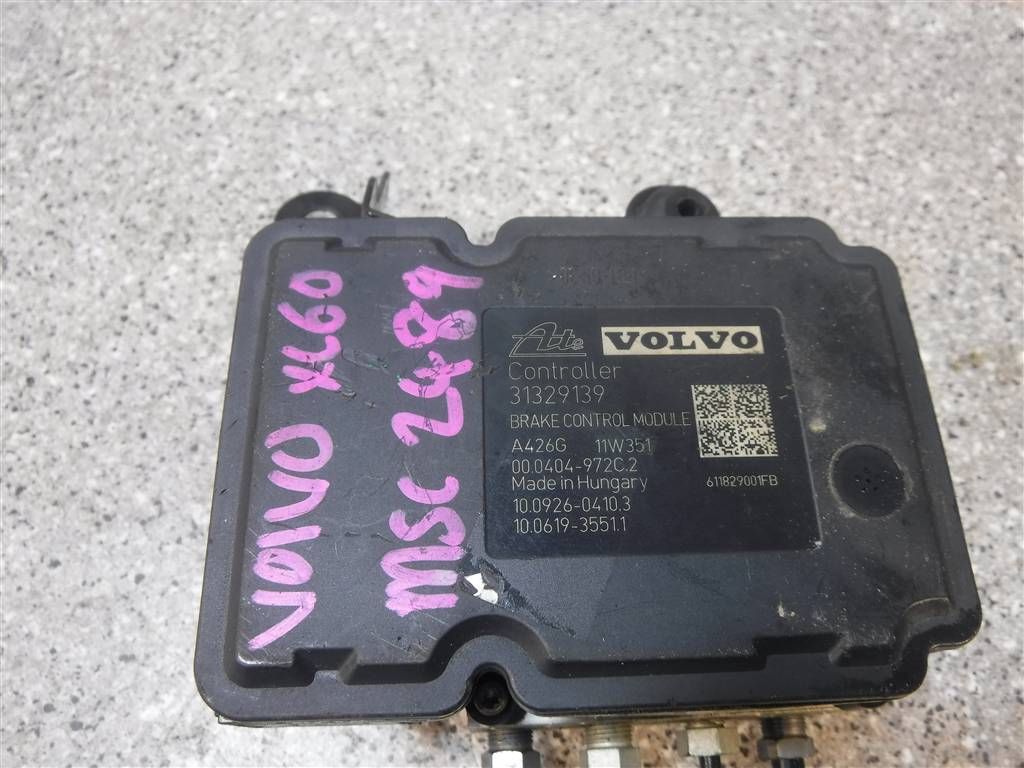 VOLVO XC60
MSC 2489
Ate VOLVO
Controller
31329139
BRAKE CONTROL MODULE
A426G 11W351
00.0404-972C.2
Made in Hungary
611829001FB
10.0926-0410.3
10.0619-3551.1